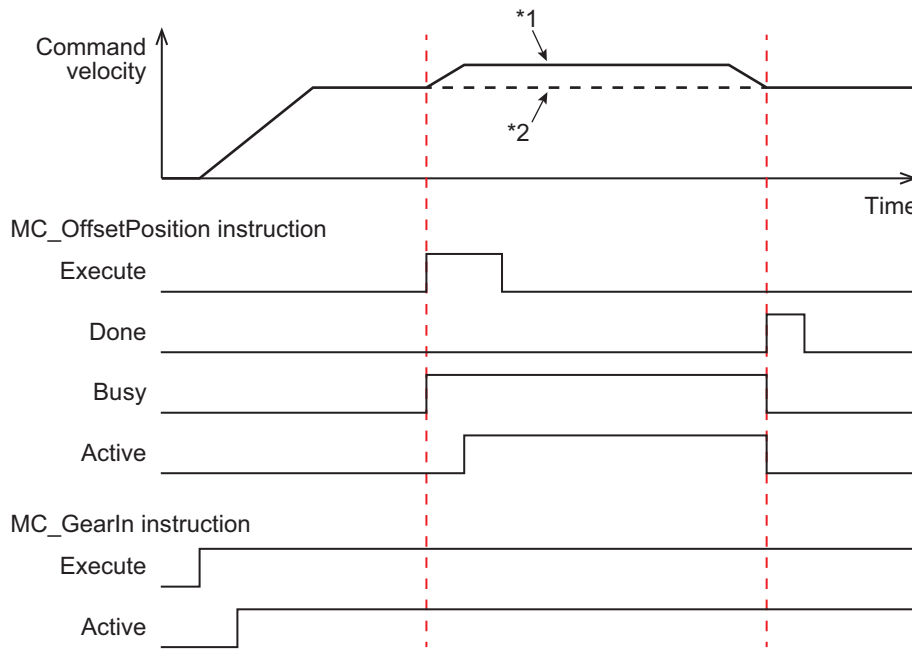 *1
Command
velocity
*2
Time
MC_OffsetPosition instruction
Execute
Done
Busy
Active
MC_GearIn instruction
Execute
Active